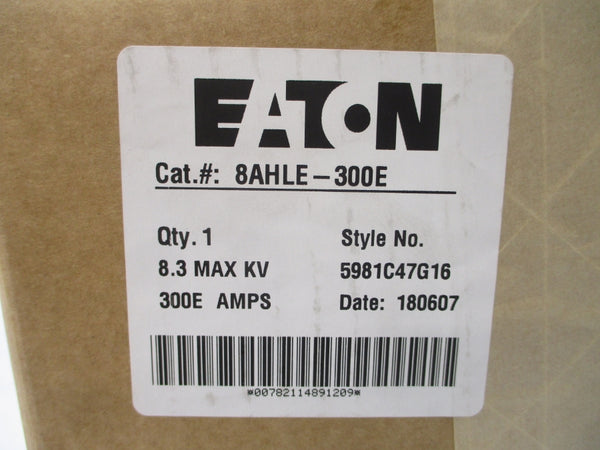 EATON
Cat.#: 8AHLE-300E
Qty. 1 Style No.
8.3 MAX KV 5981C47G16
300E AMPS Date: 180607
*00782114891209*